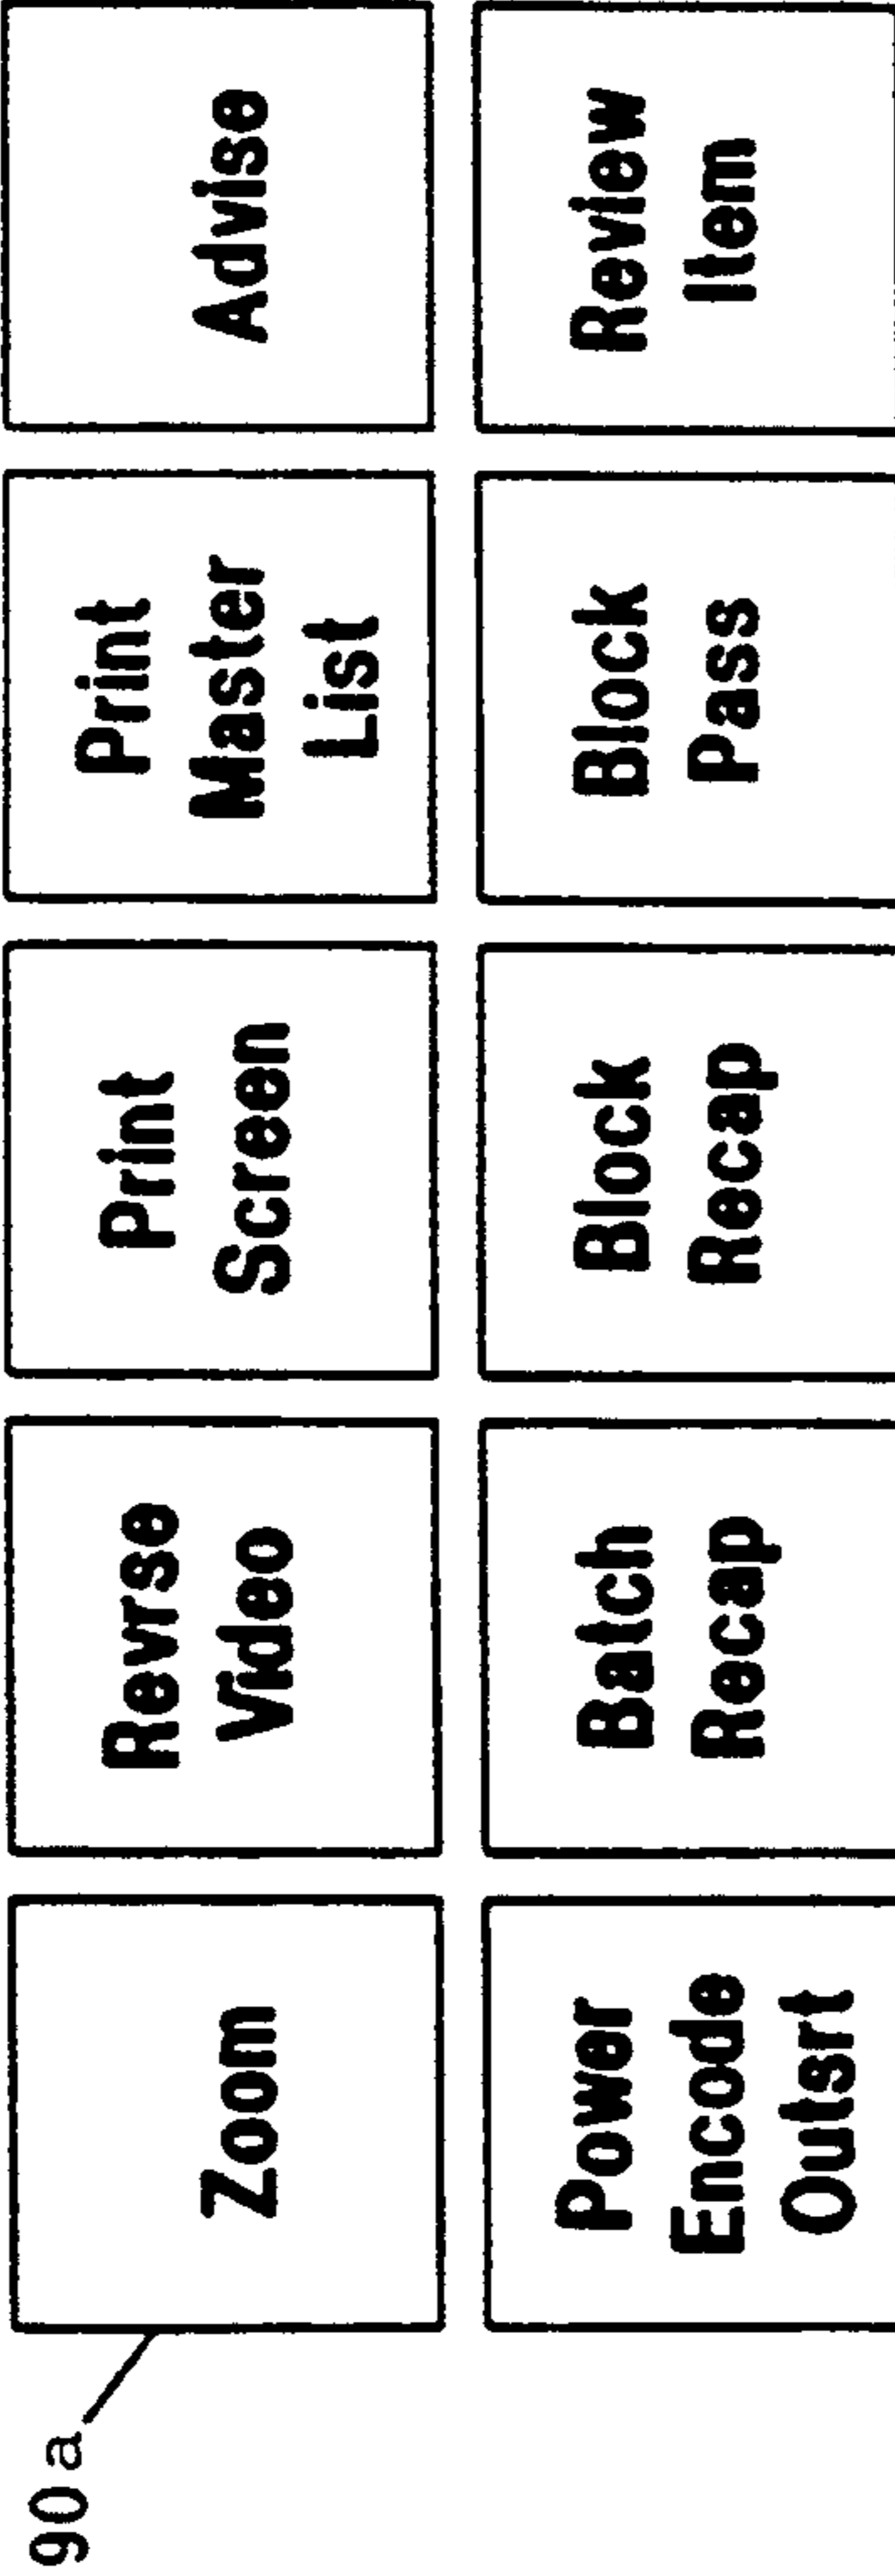 90a
Zoom
Revrse
Video
Print
Screen
Print
Master
List
Advise
Power
Encode
Outsrt
Batch
Recap
Block
Recap
Block
Pass
Review
Item